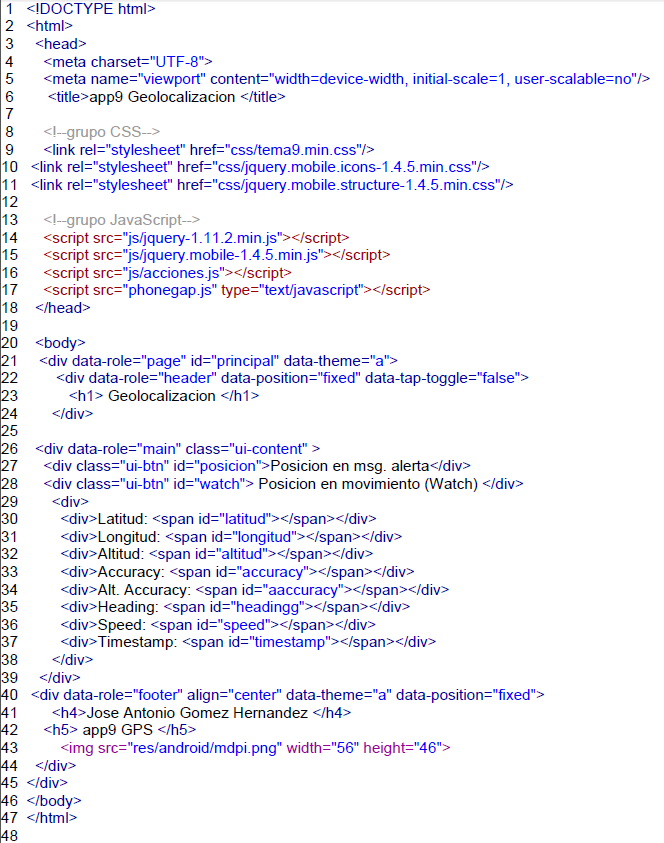 1 <!DOCTYPE html>
2 <html>
3 <head>
4 <meta charset="UTF-8">
5 <meta name="viewport" content="width=device-width, initial-scale=1, user-scalable=no"/>
6 <title>app9 Geolocalizacion </title>
7
8 <!--grupo CSS-->
9 <link rel="stylesheet" href="css/tema9.min.css"/>
10 <link rel="stylesheet" href="css/jquery.mobile.icons-1.4.5.min.css"/>
11 <link rel="stylesheet" href="css/jquery.mobile.structure-1.4.5.min.css"/>
12
13 <!--grupo JavaScript-->
14 <script src="js/jquery-1.11.2.min.js"></script>
15 <script src="js/jquery.mobile-1.4.5.min.js"></script>
16 <script src="js/acciones.js"></script>
17 <script src="phonegap.js" type="text/javascript"></script>
18 </head>
19
20 <body>
21 <div data-role="page" id="principal" data-theme="a">
22 <div data-role="header" data-position="fixed" data-tap-toggle="false">
23 <h1> Geolocalizacion </h1>
24 </div>
25
26 <div data-role="main" class="ui-content" >
27 <div class="ui-btn" id="posicion">Posicion en msg. alerta</div>
28 <div class="ui-btn" id="watch"> Posicion en movimiento (Watch) </div>
29 <div>
30 <div>Latitud: <span id="latitud"></span></div>
31 <div>Longitud: <span id="longitud"></span></div>
32 <div>Altitud: <span id="altitud"></span></div>
33 <div>Accuracy: <span id="accuracy"></span></div>
34 <div>Alt. Accuracy: <span id="aaccuracy"></span></div>
35 <div>Heading: <span id="headingg"></span></div>
36 <div>Speed: <span id="speed"></span></div>
37 <div>Timestamp: <span id="timestamp"></span></div>
38 </div>
39 </div>
40 <div data-role="footer" align="center" data-theme="a" data-position="fixed">
41 <h4>Jose Antonio Gomez Hernandez </h4>
42 <h5> app9 GPS </h5>
43 <img src="res/android/mdpi.png" width="56" height="46">
44 </div>
45 </div>
46 </body>
47 </html>
48